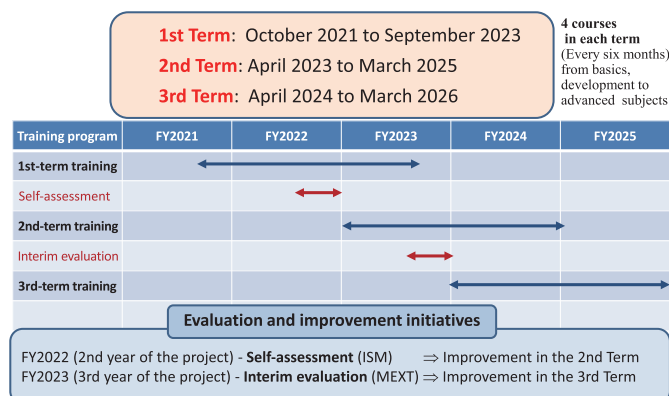 1st Term: October 2021 to September 2023
2nd Term: April 2023 to March 2025
3rd Term: April 2024 to March 2026
4 courses
in each term
(Every six months)
from basics,
development to
advanced subjects
Training program FY2021 FY2022 FY2023 FY2024 FY2025
1st-term training
Self-assessment
2nd-term training
Interim evaluation
3rd-term training
Evaluation and improvement initiatives
FY2022 (2nd year of the project) - Self-assessment (ISM) ⇒ Improvement in the 2nd Term
FY2023 (3rd year of the project) - Interim evaluation (MEXT) ⇒ Improvement in the 3rd Term